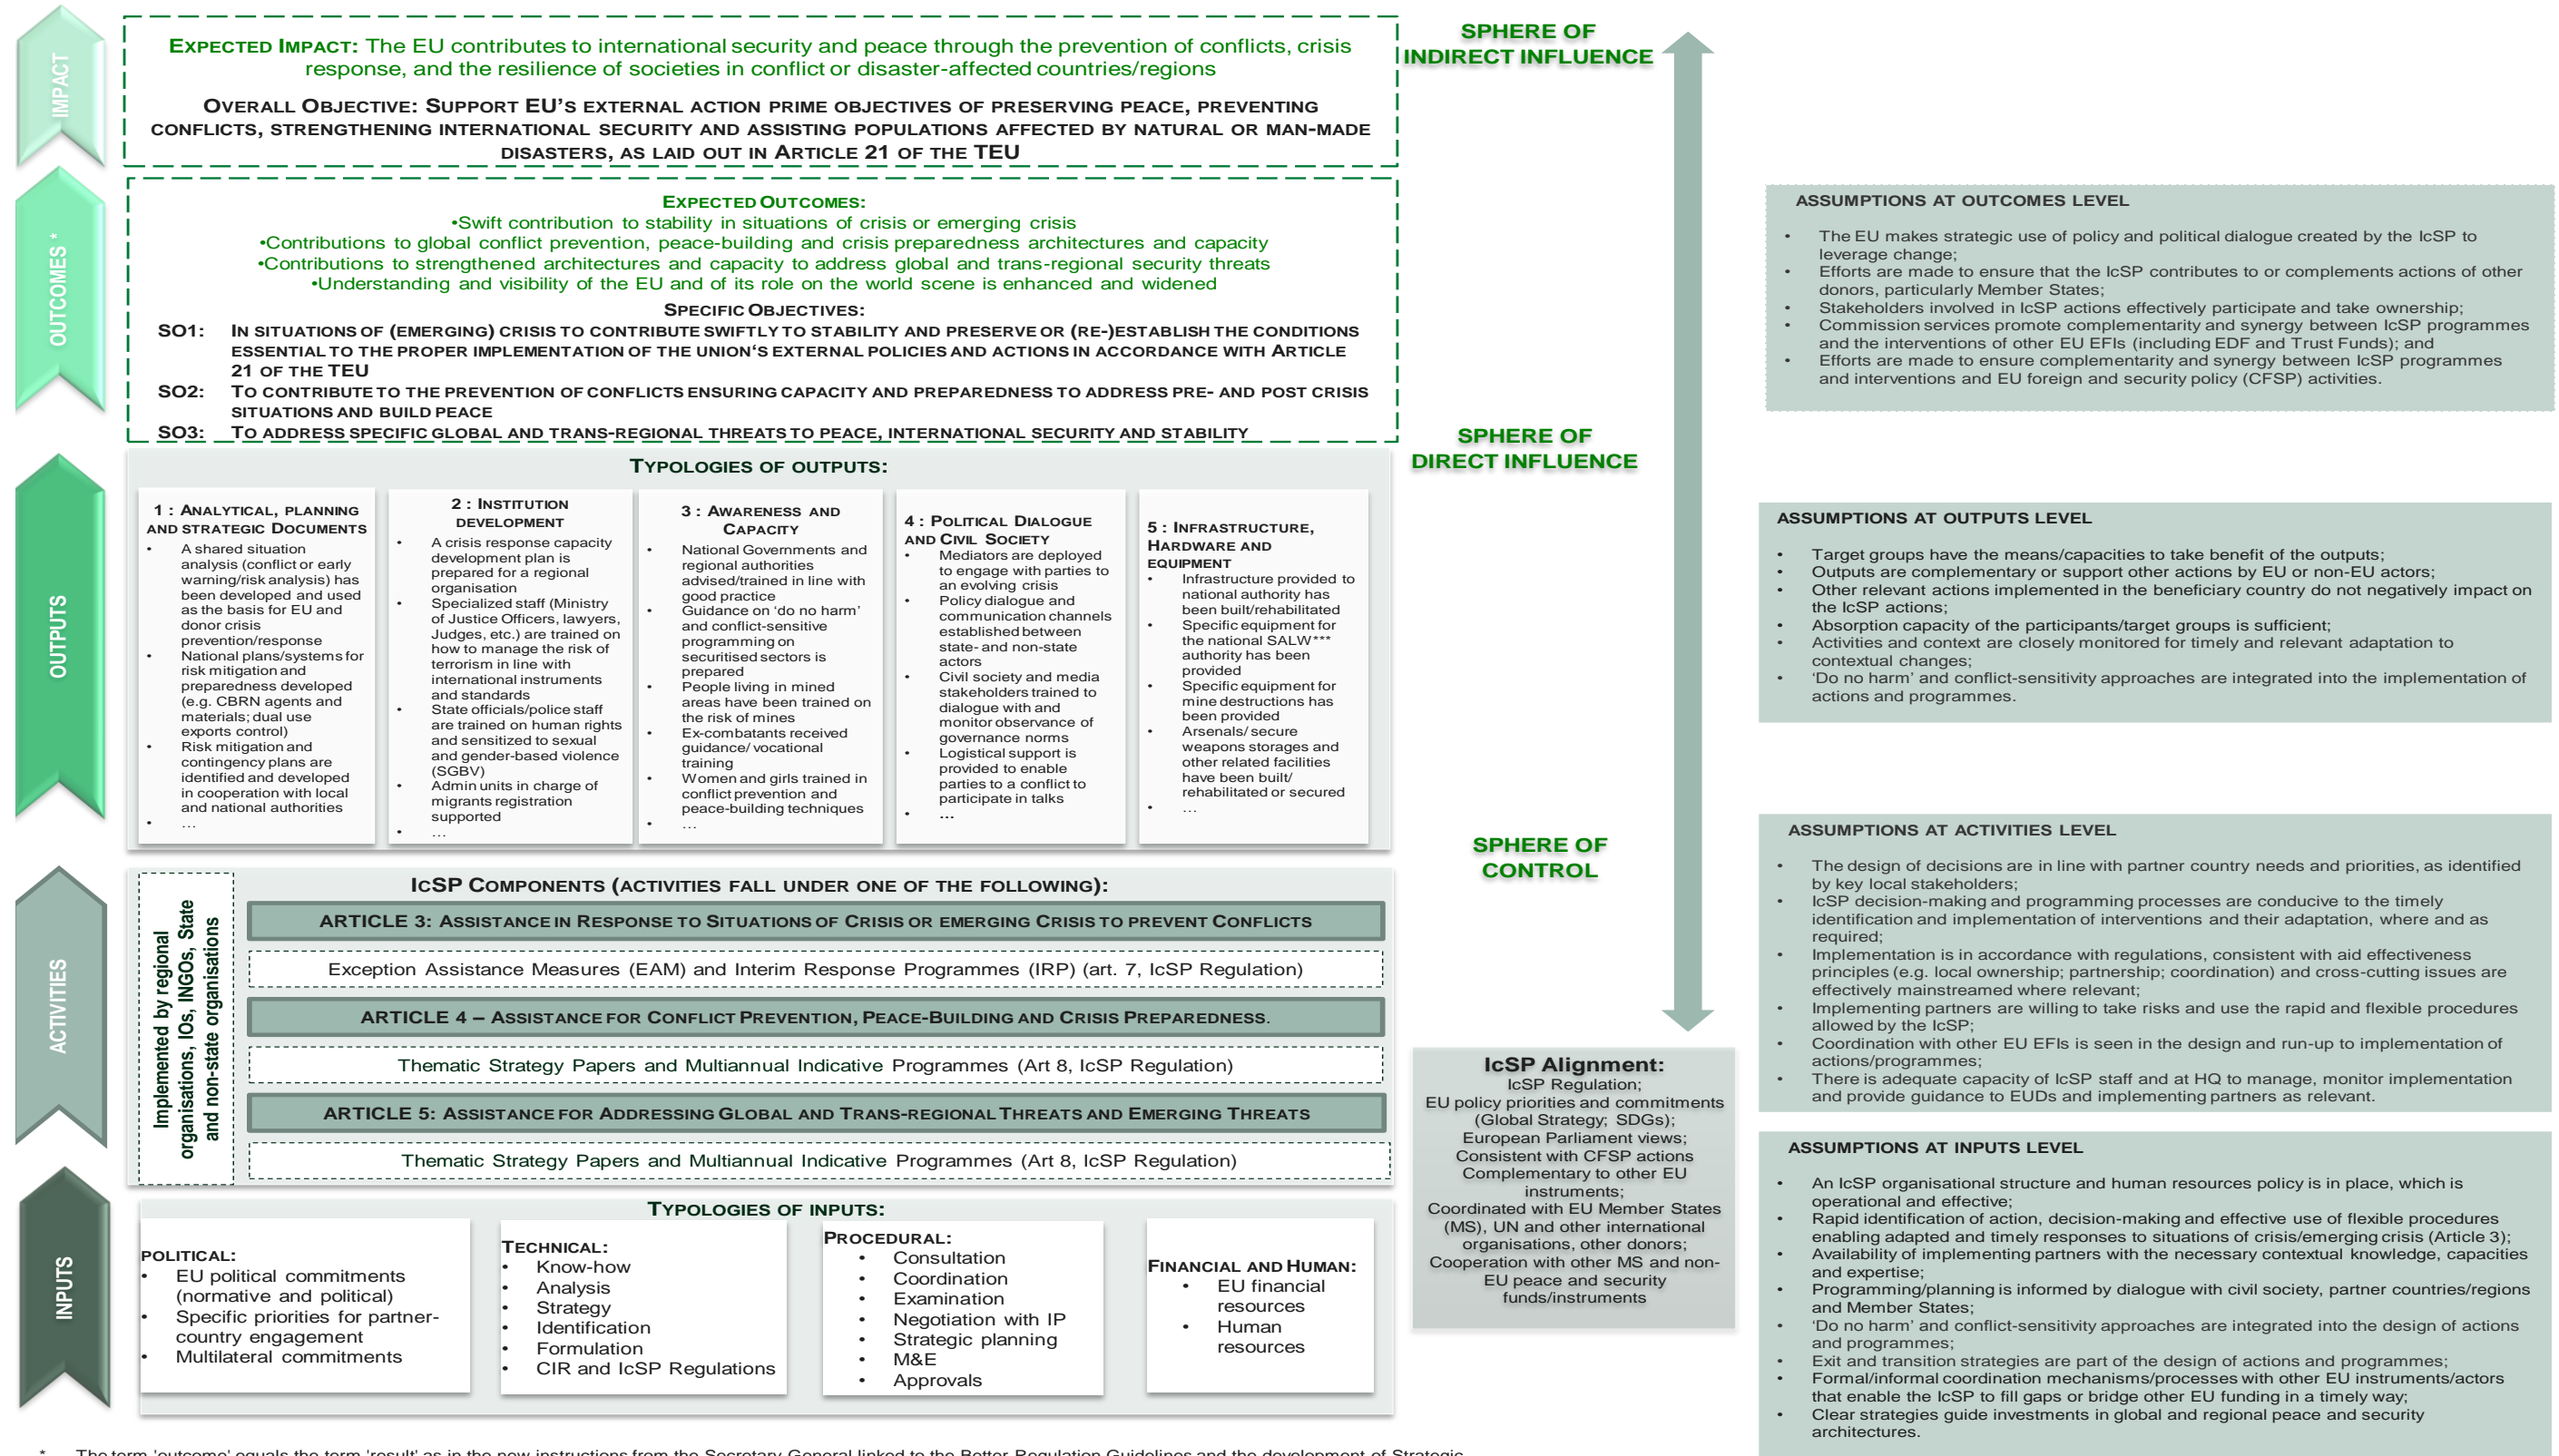 IMPACT
EXPECTED IMPACT: The EU contributes to international security and peace through the prevention of conflicts, crisis
response, and the resilience of societies in conflict or disaster-affected countries/regions
OVERALL OBJECTIVE: SUPPORT EU'S EXTERNAL ACTION PRIME OBJECTIVES OF PRESERVING PEACE, PREVENTING
CONFLICTS, STRENGTHENING INTERNATIONAL SECURITY AND ASSISTING POPULATIONS AFFECTED BY NATURAL OR MAN-MADE
DISASTERS, AS LAID OUT IN ARTICLE 21 OF THE TEU
SPHERE OF
INDIRECT INFLUENCE
OUTCOMES *
EXPECTED OUTCOMES:
•Swift contribution to stability in situations of crisis or emerging crisis
•Contributions to global conflict prevention, peace-building and crisis preparedness architectures and capacity
•Contributions to strengthened architectures and capacity to address global and trans-regional security threats
•Understanding and visibility of the EU and of its role on the world scene is enhanced and widened
SPECIFIC OBJECTIVES:
SO1: IN SITUATIONS OF (EMERGING) CRISIS TO CONTRIBUTE SWIFTLY TO STABILITY AND PRESERVE OR (RE-)ESTABLISH THE CONDITIONS
ESSENTIAL TO THE PROPER IMPLEMENTATION OF THE UNION'S EXTERNAL POLICIES AND ACTIONS IN ACCORDANCE WITH ARTICLE
21 OF THE TEU
SO2: TO CONTRIBUTE TO THE PREVENTION OF CONFLICTS ENSURING CAPACITY AND PREPAREDNESS TO ADDRESS PRE- AND POST CRISIS
SITUATIONS AND BUILD PEACE
SO3: TO ADDRESS SPECIFIC GLOBAL AND TRANS-REGIONAL THREATS TO PEACE, INTERNATIONAL SECURITY AND STABILITY
SPHERE OF
DIRECT INFLUENCE
ASSUMPTIONS AT OUTCOMES LEVEL
• The EU makes strategic use of policy and political dialogue created by the IcSP to
leverage change;
• Efforts are made to ensure that the IcSP contributes to or complements actions of other
donors, particularly Member States;
• Stakeholders involved in IcSP actions effectively participate and take ownership;
• Commission services promote complementarity and synergy between IcSP programmes
and the interventions of other EU EFIs (including EDF and Trust Funds); and
• Efforts are made to ensure complementarity and synergy between IcSP programmes
and interventions and EU foreign and security policy (CFSP) activities.
OUTPUTS
TYPOLOGIES OF OUTPUTS:
1 : ANALYTICAL, PLANNING
AND STRATEGIC DOCUMENTS
• A shared situation
analysis (conflict or early
warning/risk analysis) has
been developed and used
as the basis for EU and
donor crisis
prevention/response
• National plans/systems for
risk mitigation and
preparedness developed
(e.g. CBRN agents and
materials; dual use
exports control)
• Risk mitigation and
contingency plans are
identified and developed
in cooperation with local
and national authorities
• ...
2 : INSTITUTION
DEVELOPMENT
• A crisis response capacity
development plan is
prepared for a regional
organisation
• Specialized staff (Ministry
of Justice Officers, lawyers,
Judges, etc.) are trained on
how to manage the risk of
terrorism in line with
international instruments
and standards
• State officials/police staff
are trained on human rights
and sensitized to sexual
and gender-based violence
(SGBV)
• Admin units in charge of
migrants registration
supported
• ...
3 : AWARENESS AND
CAPACITY
• National Governments and
regional authorities
advised/trained in line with
good practice
• Guidance on 'do no harm'
and conflict-sensitive
programming on
securitised sectors is
prepared
• People living in mined
areas have been trained on
the risk of mines
• Ex-combatants received
guidance/ vocational
training
• Women and girls trained in
conflict prevention and
peace-building techniques
• ...
4 : POLITICAL DIALOGUE
AND CIVIL SOCIETY
• Mediators are deployed
to engage with parties to
an evolving crisis
• Policy dialogue and
communication channels
established between
state- and non-state
actors
• Civil society and media
stakeholders trained to
dialogue with and
monitor observance of
governance norms
• Logistical support is
provided to enable
parties to a conflict to
participate in talks
• ...
5 : INFRASTRUCTURE,
HARDWARE AND
EQUIPMENT
• Infrastructure provided to
national authority has
been built/rehabilitated
• Specific equipment for
the national SALW***
authority has been
provided
• Specific equipment for
mine destructions has
been provided
• Arsenals/ secure
weapons storages and
other related facilities
have been built/
rehabilitated or secured
• ...
ASSUMPTIONS AT OUTPUTS LEVEL
• Target groups have the means/capacities to take benefit of the outputs;
• Outputs are complementary or support other actions by EU or non-EU actors;
• Other relevant actions implemented in the beneficiary country do not negatively impact on
the IcSP actions;
• Absorption capacity of the participants/target groups is sufficient;
• Activities and context are closely monitored for timely and relevant adaptation to
contextual changes;
• 'Do no harm' and conflict-sensitivity approaches are integrated into the implementation of
actions and programmes.
SPHERE OF
CONTROL
ACTIVITIES
Implemented by regional
organisations, IOs, INGOs, State
and non-state organisations
ICSP COMPONENTS (ACTIVITIES FALL UNDER ONE OF THE FOLLOWING):
ARTICLE 3: ASSISTANCE IN RESPONSE TO SITUATIONS OF CRISIS OR EMERGING CRISIS TO PREVENT CONFLICTS
Exception Assistance Measures (EAM) and Interim Response Programmes (IRP) (art. 7, IcSP Regulation)
ARTICLE 4 – ASSISTANCE FOR CONFLICT PREVENTION, PEACE-BUILDING AND CRISIS PREPAREDNESS.
Thematic Strategy Papers and Multiannual Indicative Programmes (Art 8, IcSP Regulation)
ARTICLE 5: ASSISTANCE FOR ADDRESSING GLOBAL AND TRANS-REGIONAL THREATS AND EMERGING THREATS
Thematic Strategy Papers and Multiannual Indicative Programmes (Art 8, IcSP Regulation)
ASSUMPTIONS AT ACTIVITIES LEVEL
• The design of decisions are in line with partner country needs and priorities, as identified
by key local stakeholders;
• IcSP decision-making and programming processes are conducive to the timely
identification and implementation of interventions and their adaptation, where and as
required;
• Implementation is in accordance with regulations, consistent with aid effectiveness
principles (e.g. local ownership; partnership; coordination) and cross-cutting issues are
effectively mainstreamed where relevant;
• Implementing partners are willing to take risks and use the rapid and flexible procedures
allowed by the IcSP;
• Coordination with other EU EFIs is seen in the design and run-up to implementation of
actions/programmes;
• There is adequate capacity of IcSP staff and at HQ to manage, monitor implementation
and provide guidance to EUDs and implementing partners as relevant.
IcSP Alignment:
IcSP Regulation;
EU policy priorities and commitments
(Global Strategy; SDGs);
European Parliament views;
Consistent with CFSP actions
Complementary to other EU
instruments;
Coordinated with EU Member States
(MS), UN and other international
organisations, other donors;
Cooperation with other MS and non-
EU peace and security
funds/instruments
INPUTS
TYPOLOGIES OF INPUTS:
POLITICAL:
• EU political commitments
(normative and political)
• Specific priorities for partner-
country engagement
• Multilateral commitments
TECHNICAL:
• Know-how
• Analysis
• Strategy
• Identification
• Formulation
• CIR and IcSP Regulations
PROCEDURAL:
• Consultation
• Coordination
• Examination
• Negotiation with IP
• Strategic planning
• M&E
• Approvals
FINANCIAL AND HUMAN:
• EU financial
resources
• Human
resources
ASSUMPTIONS AT INPUTS LEVEL
• An IcSP organisational structure and human resources policy is in place, which is
operational and effective;
• Rapid identification of action, decision-making and effective use of flexible procedures
enabling adapted and timely responses to situations of crisis/emerging crisis (Article 3);
• Availability of implementing partners with the necessary contextual knowledge, capacities
and expertise;
• Programming/planning is informed by dialogue with civil society, partner countries/regions
and Member States;
• 'Do no harm' and conflict-sensitivity approaches are integrated into the design of actions
and programmes;
• Exit and transition strategies are part of the design of actions and programmes;
• Formal/informal coordination mechanisms/processes with other EU instruments/actors
that enable the IcSP to fill gaps or bridge other EU funding in a timely way;
• Clear strategies guide investments in global and regional peace and security
architectures.
* The term 'outcome' equals the term 'result' as in the new instructions from the Secretary General linked to the Better Regulation Guidelines and the development of Strategic